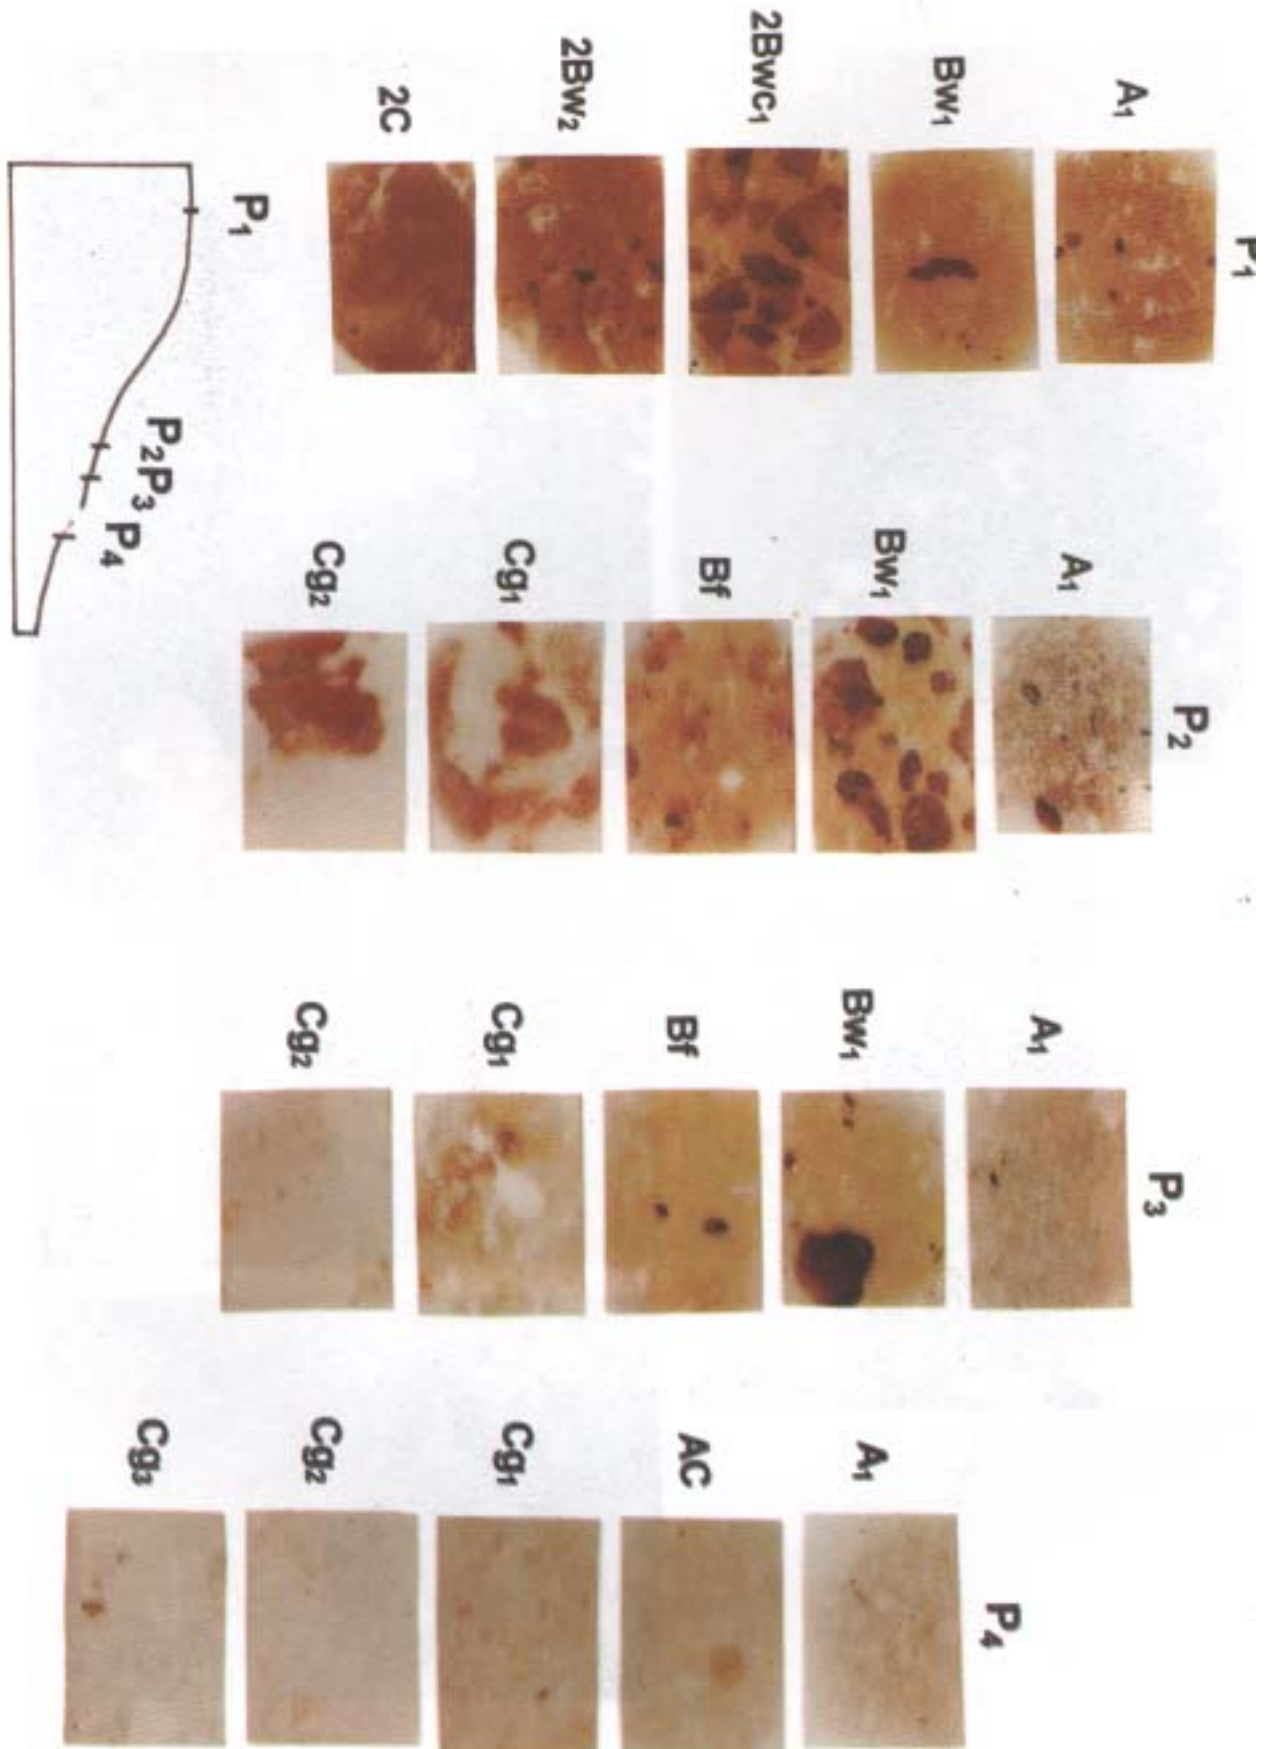 P₁
A₁
Bw₁
2Bwc₁
2Bw₂
2C
P₂
A₁
Bw₁
Bf
Cg₁
Cg₂
P₃
A₁
Bw₁
Bf
Cg₁
Cg₂
P₄
A₁
AC
Cg₁
Cg₂
Cg₃
P₁
P₂P₃
P₄